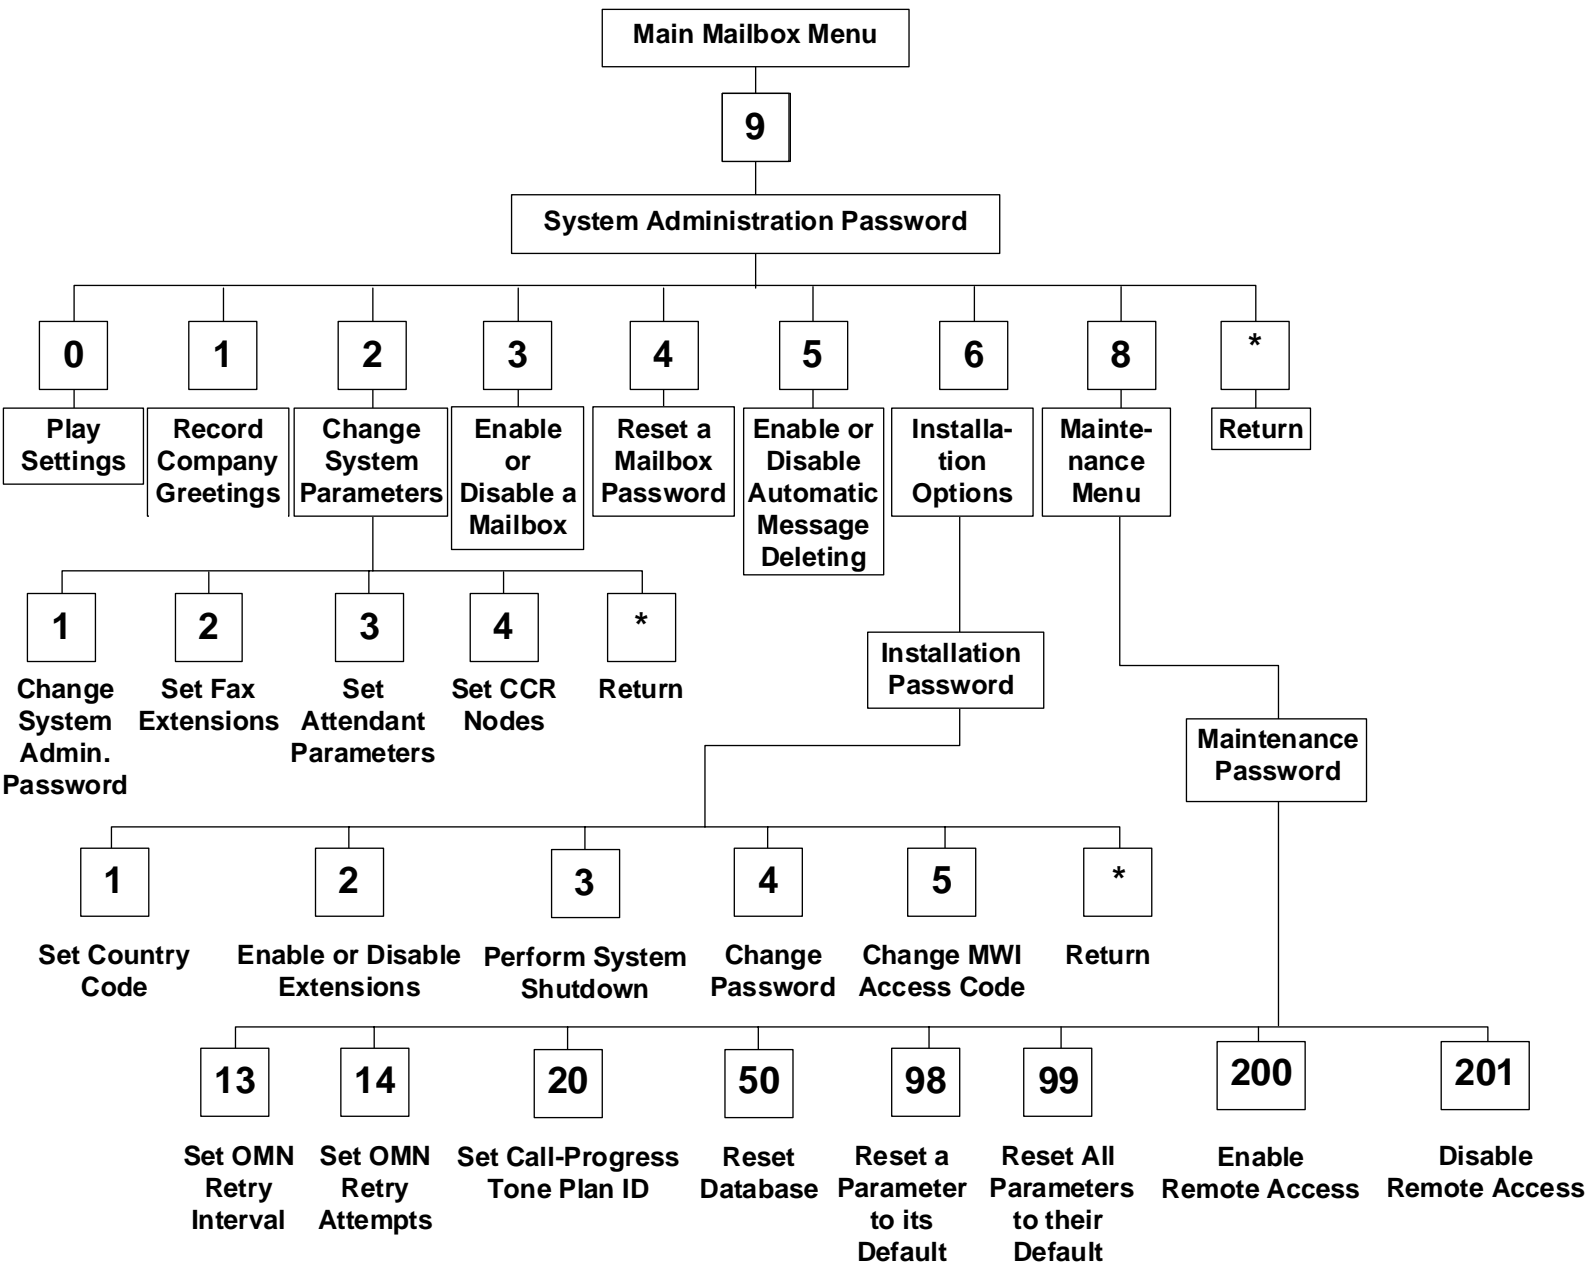 Main Mailbox Menu
9
System Administration Password
0
1
2
3
4
5
6
8
*
Play
Settings
Record
Company
Greetings
Change
System
Parameters
Enable
or
Disable a
Mailbox
Reset a
Mailbox
Password
Enable or
Disable
Automatic
Message
Deleting
Installa-
tion
Options
Mainte-
nance
Menu
Return
1
2
3
4
*
Change
System
Admin.
Password
Set Fax
Extensions
Set
Attendant
Parameters
Set CCR
Nodes
Return
Installation
Password
Maintenance
Password
1
2
3
4
5
*
Set Country
Code
Enable or Disable
Extensions
Perform System
Shutdown
Change
Password
Change MWI
Access Code
Return
13
14
20
50
98
99
200
201
Set OMN
Retry
Interval
Set OMN
Retry
Attempts
Set Call-Progress
Tone Plan ID
Reset
Database
Reset a
Parameter
to its
Default
Reset All
Parameters
to their
Default
Enable
Remote Access
Disable
Remote Access